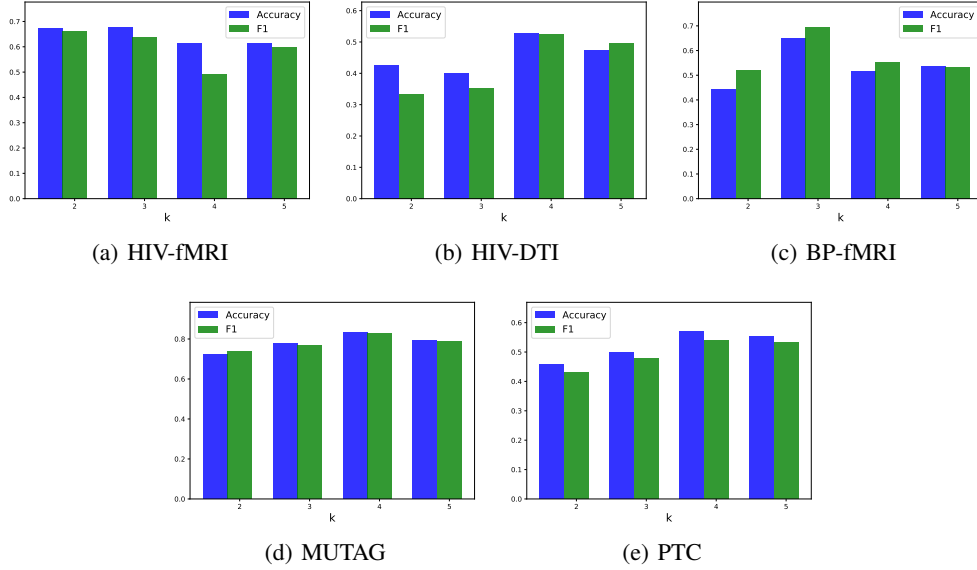 0.7
0.6
0.5
0.4
0.3
0.2
0.1
0.0
Accuracy
F1
2 3 4 5
k
(a) HIV-fMRI
0.6
0.5
0.4
0.3
0.2
0.1
0.0
Accuracy
F1
2 3 4 5
k
(b) HIV-DTI
0.7
0.6
0.5
0.4
0.3
0.2
0.1
0.0
Accuracy
F1
2 3 4 5
k
(c) BP-fMRI
0.8
0.6
0.4
0.2
0.0
Accuracy
F1
2 3 4 5
k
(d) MUTAG
0.6
0.5
0.4
0.3
0.2
0.1
0.0
Accuracy
F1
2 3 4 5
k
(e) PTC